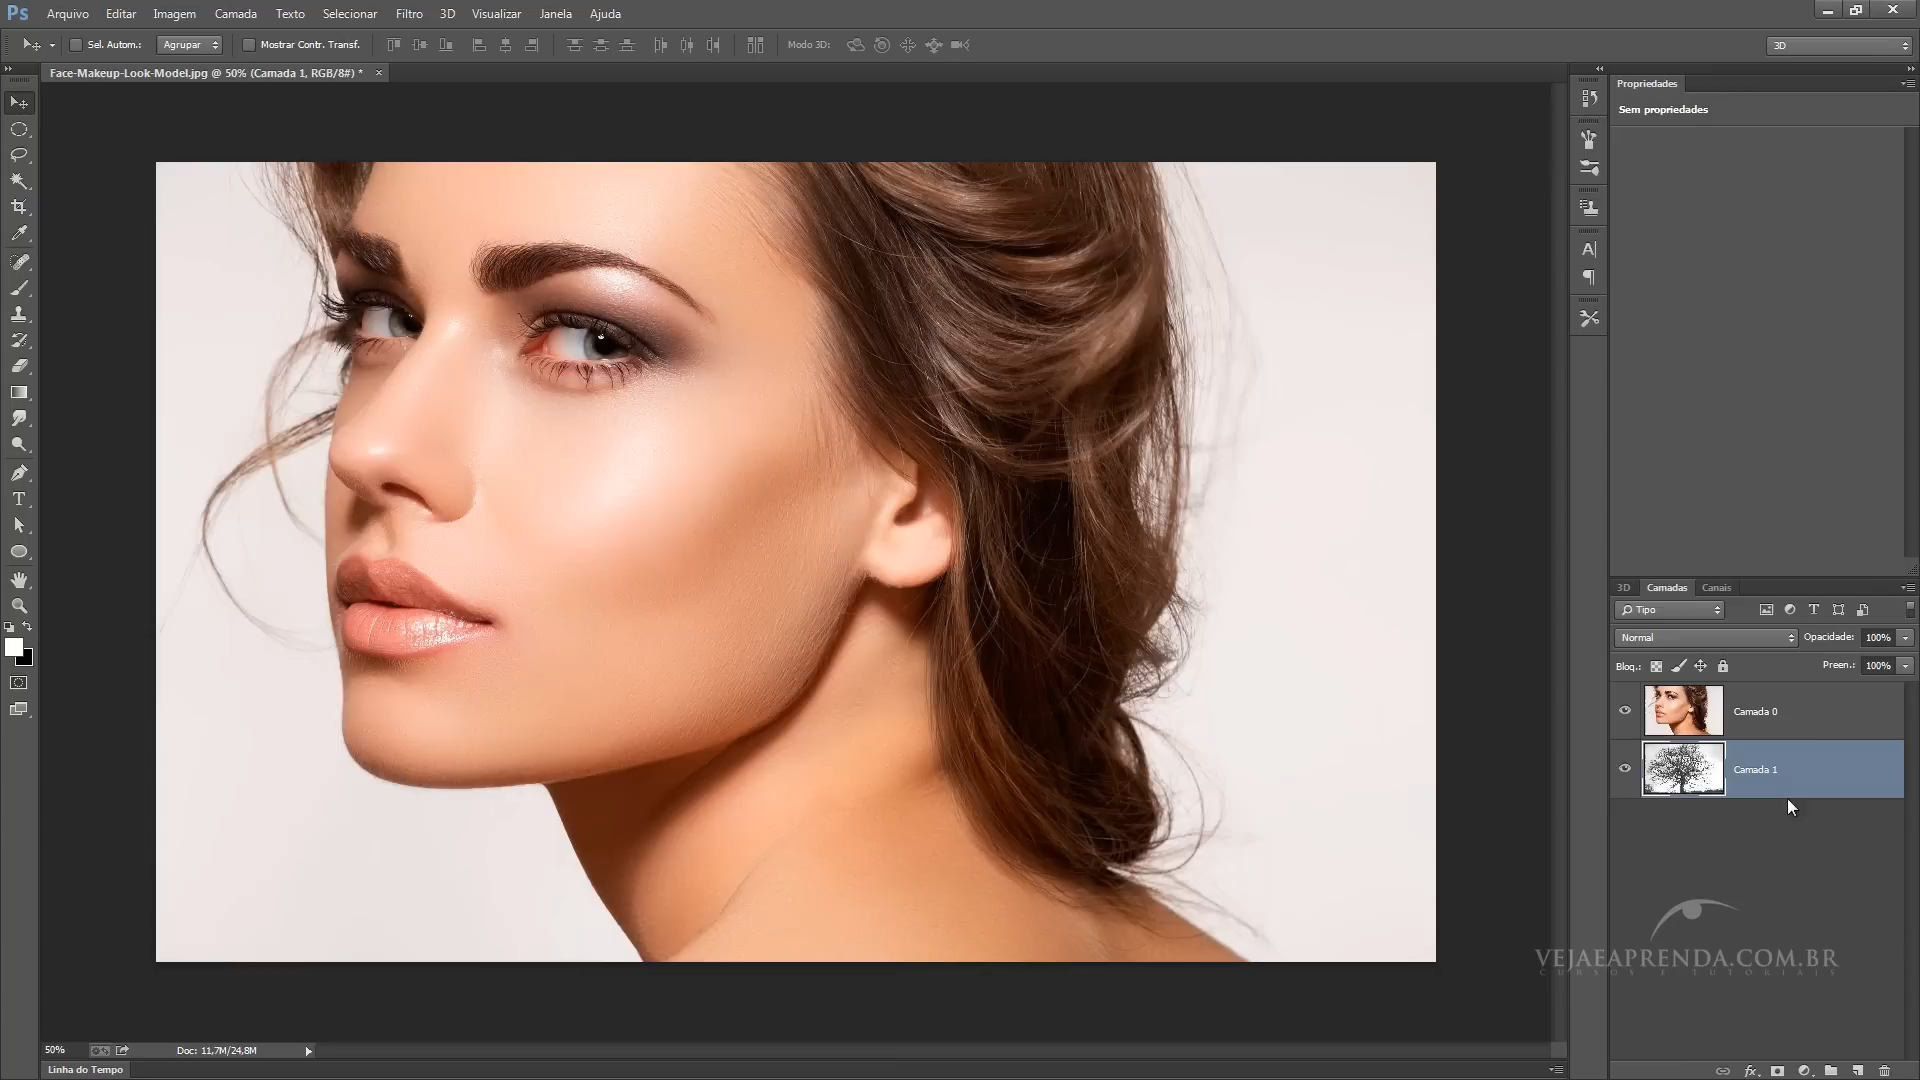 Ps Arquivo Editar Imagem Camada Texto Selecionar Filtro 3D Visualizar Janela Ajuda
Sel. Autom.: Agrupar Mostrar Contr. Transf. Modo 3D: 3D
Face-Makeup-Look-Model.jpg @ 50% (Camada 1, RGB/8#) * ×
Propriedades
Sem propriedades
3D Camadas Canais
Tipo
Normal Opacidade: 100%
Bloq.: Preen.: 100%
Camada 0
Camada 1
VEJAEAPRENDA.COM.BR
CURSOS E TUTORIAIS
50% Doc: 11,7M/24,8M
Linha do Tempo